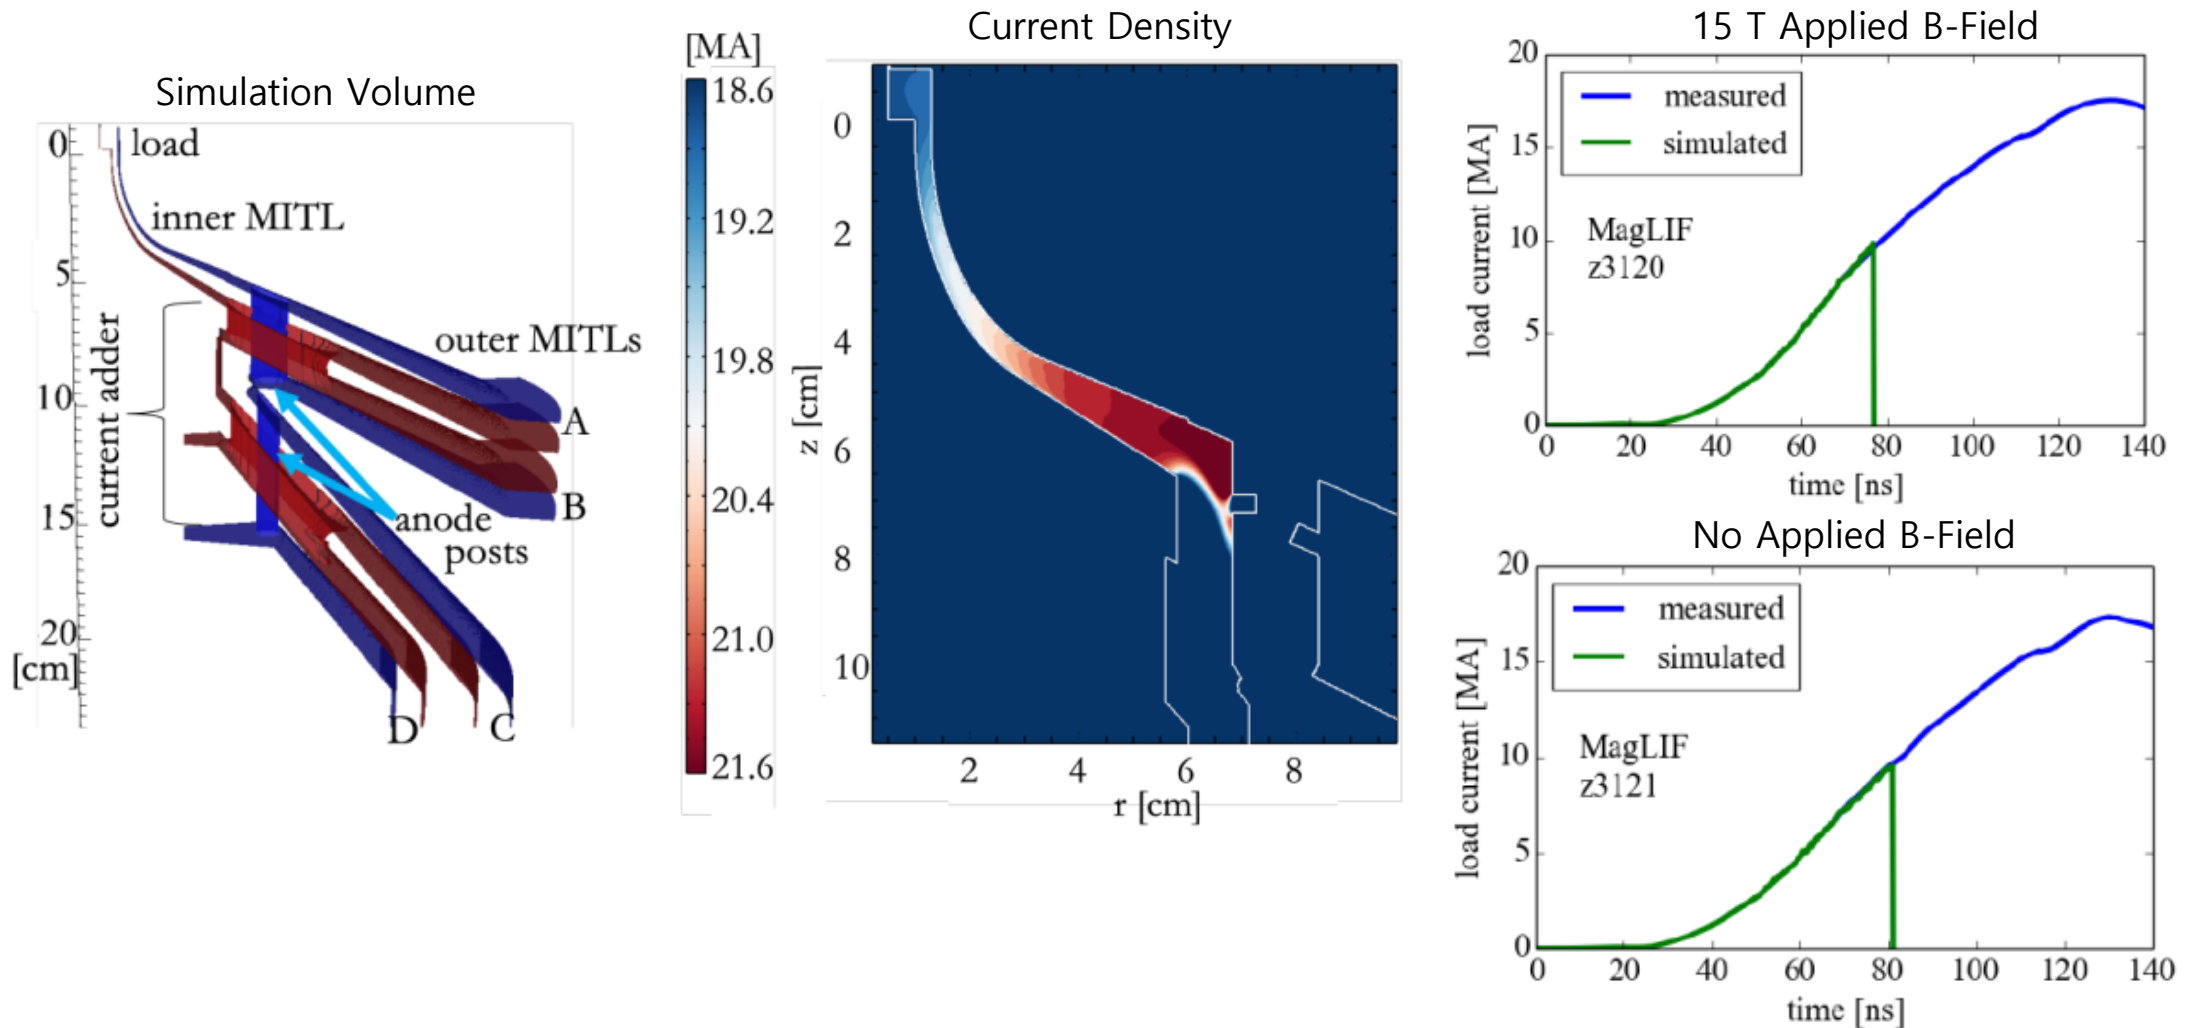 Simulation Volume
0
load
inner MITL
5
outer MITLs
current adder
10
A
B
15
anode
posts
20
[cm]
D
C
[MA]
18.6
19.2
19.8
20.4
21.0
21.6
Current Density
0
2
4
6
8
10
z [cm]
2 4 6 8
r [cm]
15 T Applied B-Field
20
15
10
5
0
load current [MA]
measured
simulated
MagLIF
z3120
0 20 40 60 80 100 120 140
time [ns]
No Applied B-Field
20
15
10
5
0
load current [MA]
measured
simulated
MagLIF
z3121
0 20 40 60 80 100 120 140
time [ns]